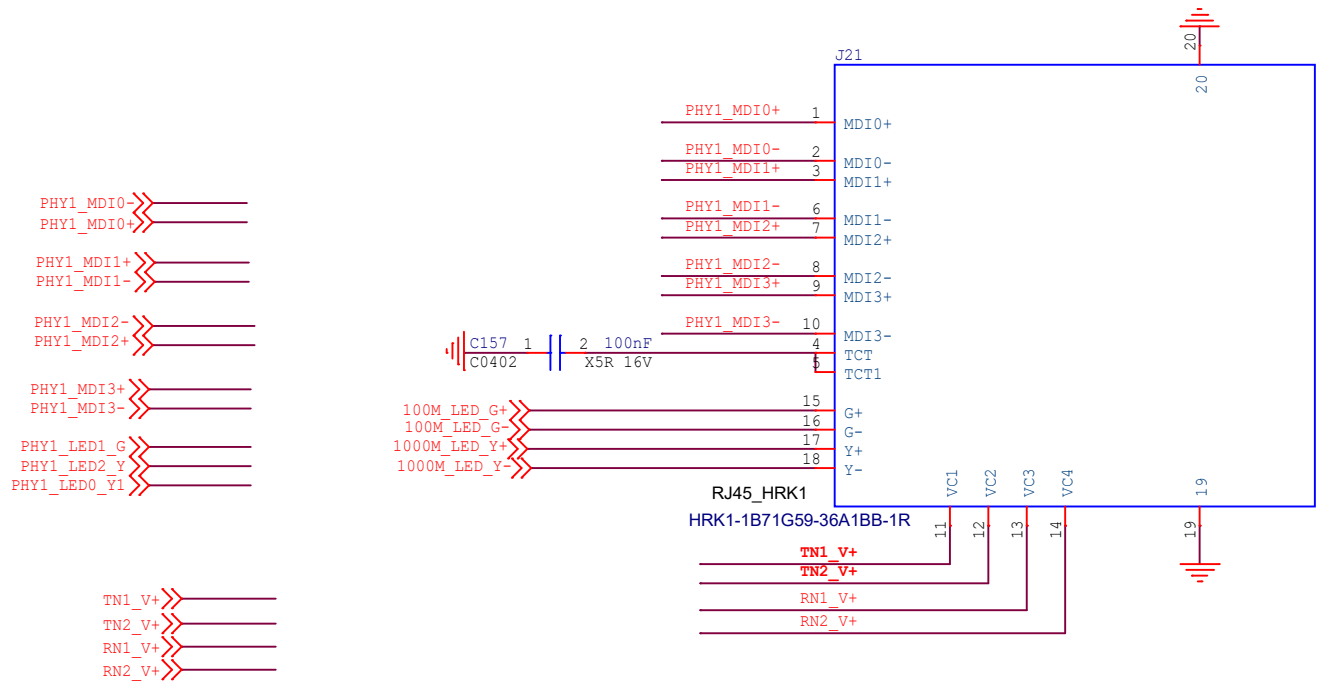 J21
20
20
PHY1_MDI0+ 1 MDI0+
PHY1_MDI0- 2 MDI0-
PHY1_MDI1+ 3 MDI1+
PHY1_MDI1- 6 MDI1-
PHY1_MDI2+ 7 MDI2+
PHY1_MDI2- 8 MDI2-
PHY1_MDI3+ 9 MDI3+
PHY1_MDI3- 10 MDI3-
C157 1 2 100nF 4 TCT
C0402 X5R 16V 5 TCT1
100M_LED_G+ 15 G+
100M_LED_G- 16 G-
1000M_LED_Y+ 17 Y+
1000M_LED_Y- 18 Y-
VC1 VC2 VC3 VC4 19
RJ45_HRK1
HRK1-1B71G59-36A1BB-1R
11 12 13 14 19
TN1_V+
TN2_V+
RN1_V+
RN2_V+
PHY1_MDI0-
PHY1_MDI0+
PHY1_MDI1+
PHY1_MDI1-
PHY1_MDI2-
PHY1_MDI2+
PHY1_MDI3+
PHY1_MDI3-
PHY1_LED1_G
PHY1_LED2_Y
PHY1_LED0_Y1
TN1_V+
TN2_V+
RN1_V+
RN2_V+